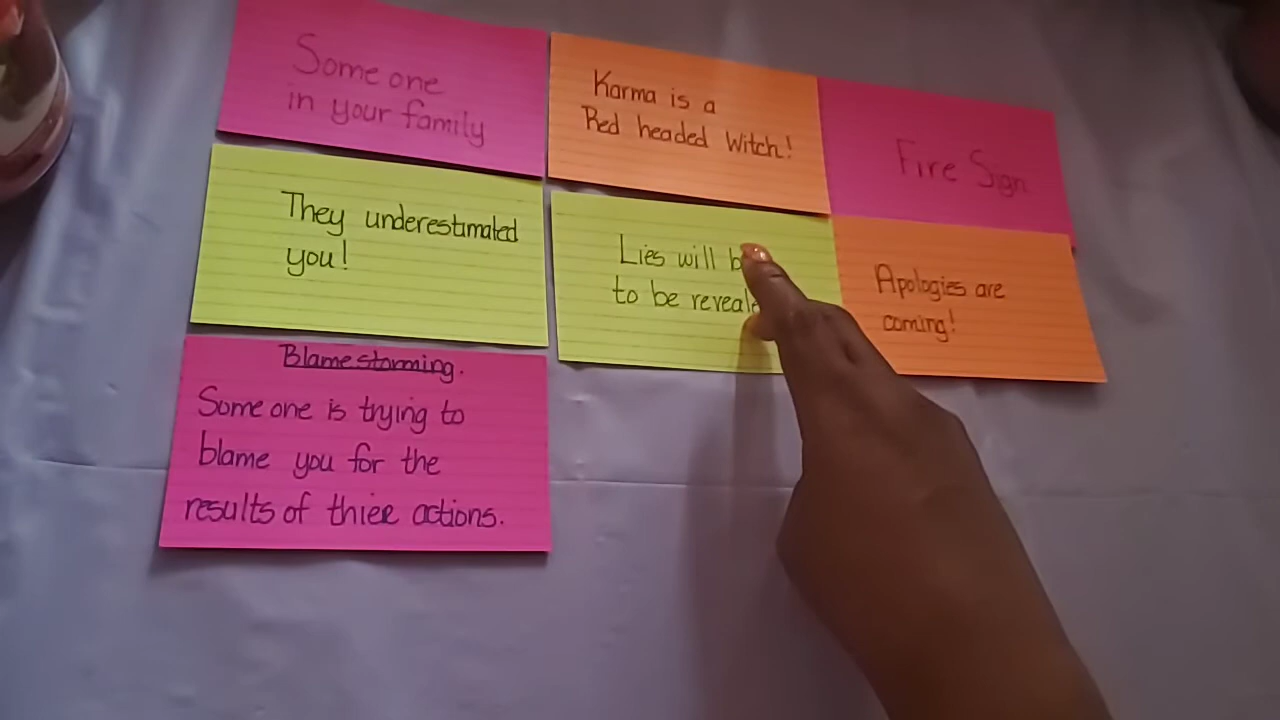 Some one
in your family
Karma is a
Red headed Witch!
Fire Sign
They underestimated
you!
Lies will
to be
Apologies are
coming!
Blamestorming.
Some one is trying to
blame you for the
results of thier actions.